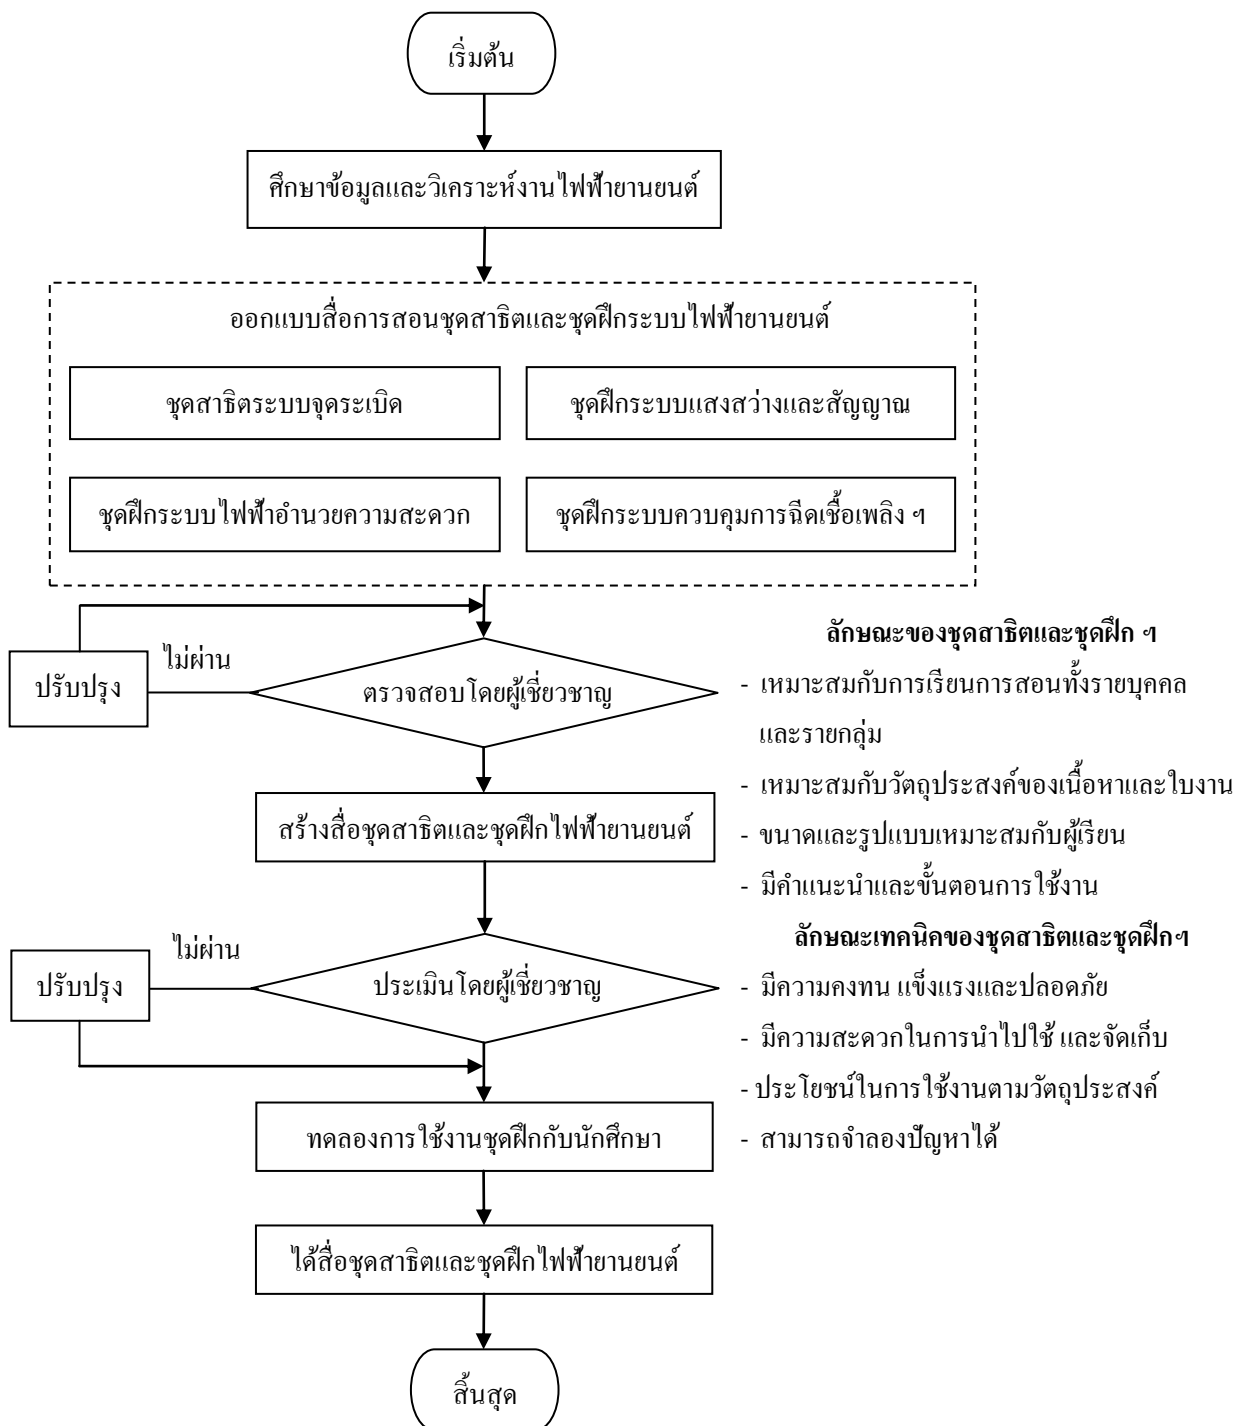 เริ่มต้น
ศึกษาข้อมูลและวิเคราะห์งานไฟฟ้ายานยนต์
ออกแบบสื่อการสอนชุดสาธิตและชุดฝึกระบบไฟฟ้ายานยนต์
ชุดสาธิตระบบจุดระเบิด
ชุดฝึกระบบแสงสว่างและสัญญาณ
ชุดฝึกระบบไฟฟ้าอำนวยความสะดวก
ชุดฝึกระบบควบคุมการฉีดเชื้อเพลิง ฯ
ไม่ผ่าน
ปรับปรุง
ตรวจสอบโดยผู้เชี่ยวชาญ
สร้างสื่อชุดสาธิตและชุดฝึกไฟฟ้ายานยนต์
ไม่ผ่าน
ปรับปรุง
ประเมินโดยผู้เชี่ยวชาญ
ทดลองการใช้งานชุดฝึกกับนักศึกษา
ได้สื่อชุดสาธิตและชุดฝึกไฟฟ้ายานยนต์
สิ้นสุด
ลักษณะของชุดสาธิตและชุดฝึก ฯ
- เหมาะสมกับการเรียนการสอนทั้งรายบุคคล
และรายกลุ่ม
- เหมาะสมกับวัตถุประสงค์ของเนื้อหาและใบงาน
- ขนาดและรูปแบบเหมาะสมกับผู้เรียน
- มีคำแนะนำและขั้นตอนการใช้งาน
ลักษณะเทคนิคของชุดสาธิตและชุดฝึกฯ
- มีความคงทน แข็งแรงและปลอดภัย
- มีความสะดวกในการนำไปใช้ และจัดเก็บ
- ประโยชน์ในการใช้งานตามวัตถุประสงค์
- สามารถจำลองปัญหาได้